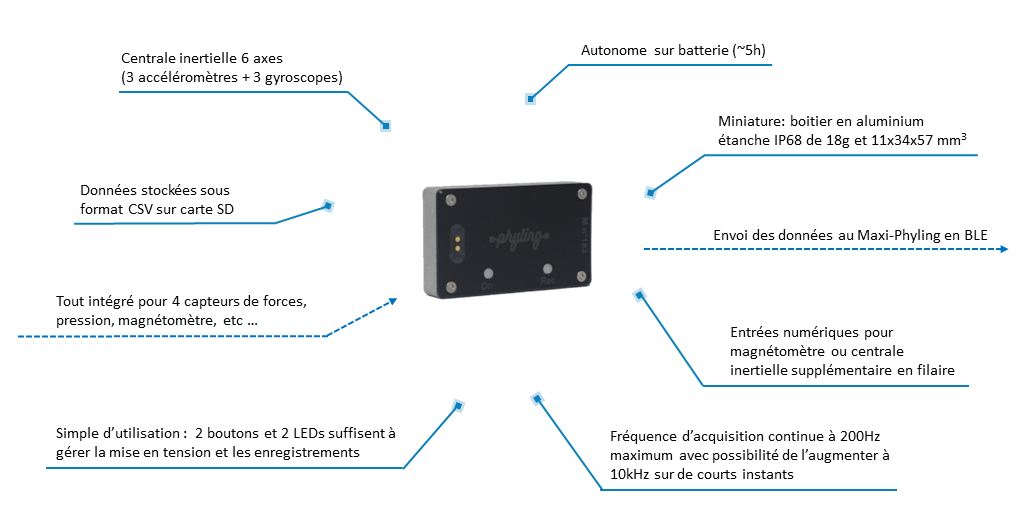 Centrale inertielle 6 axes
(3 accéléromètres + 3 gyroscopes)
Autonome sur batterie (~5h)
Miniature: boitier en aluminium
étanche IP68 de 18g et 11x34x57 mm³
Données stockées sous
format CSV sur carte SD
Envoi des données au Maxi-Phyling en BLE
phyling
M n°183
On
Rec
Tout intégré pour 4 capteurs de forces,
pression, magnétomètre, etc …
Entrées numériques pour
magnétomètre ou centrale
inertielle supplémentaire en filaire
Simple d’utilisation : 2 boutons et 2 LEDs suffisent à
gérer la mise en tension et les enregistrements
Fréquence d’acquisition continue à 200Hz
maximum avec possibilité de l’augmenter à
10kHz sur de courts instants